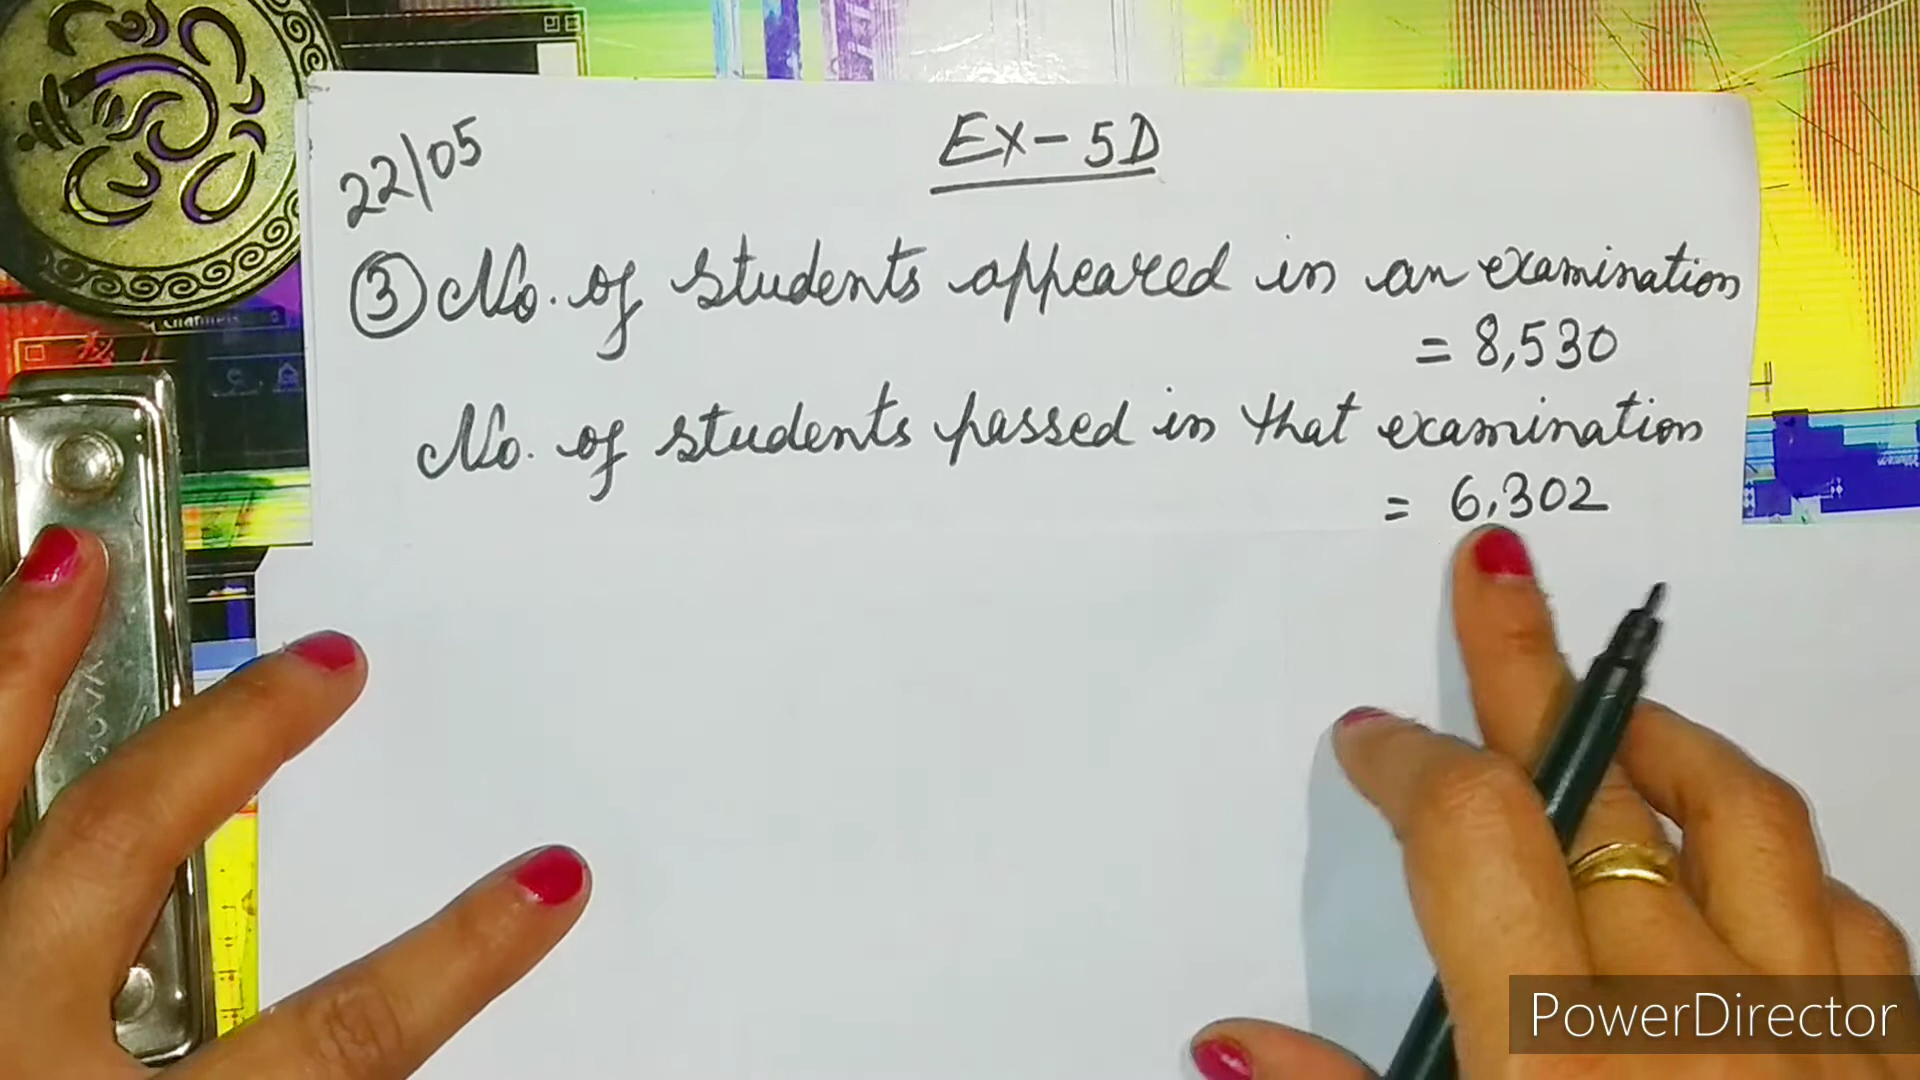 22/05
Ex-5D
③ No. of students appeared in an examination
= 8,530
No. of students passed in that examination
= 6,302
PowerDirector